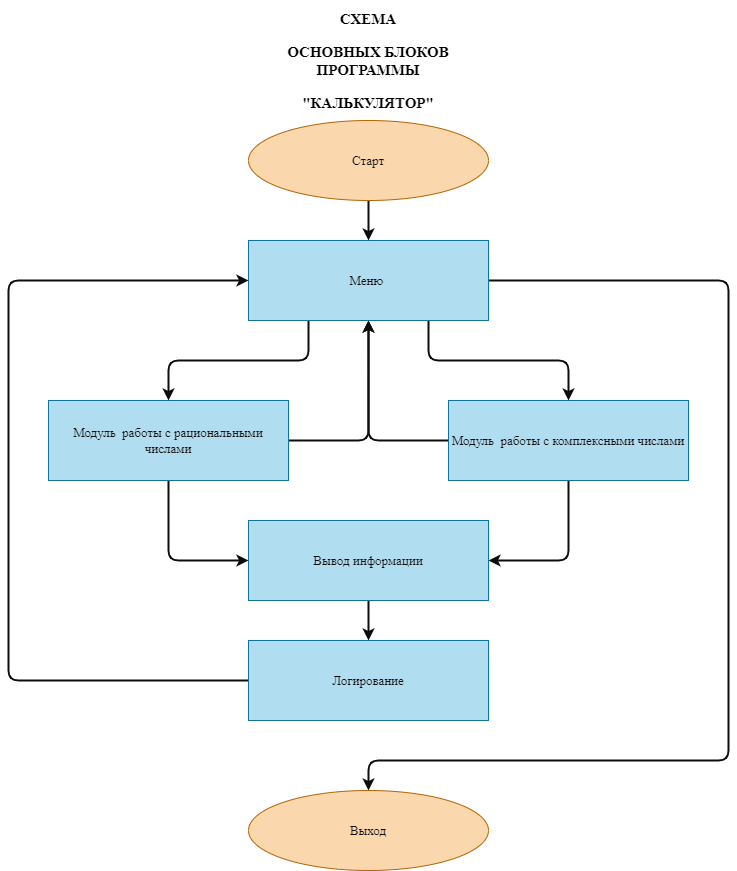 СХЕМА
ОСНОВНЫХ БЛОКОВ
ПРОГРАММЫ
"КАЛЬКУЛЯТОР"
Старт
Меню
Модуль работы с рациональными
числами
Модуль работы с комплексными числами
Вывод информации
Логирование
Выход